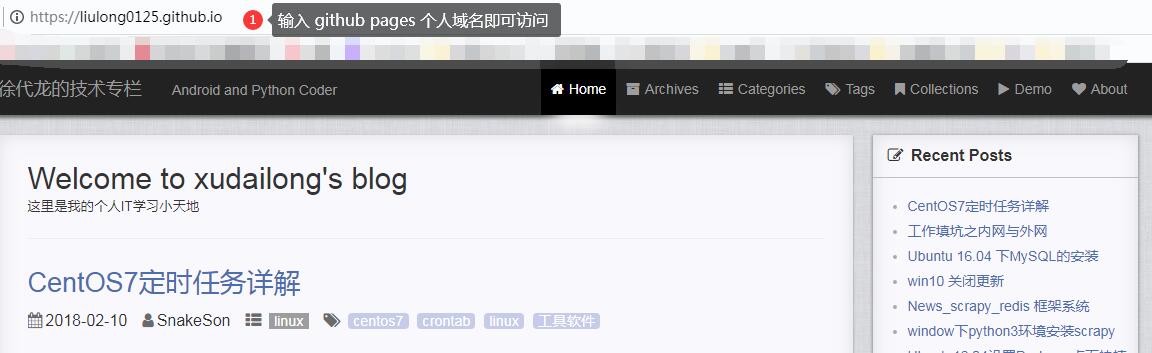 https://liulong0125.github.io
1 输入 github pages 个人域名即可访问
徐代龙的技术专栏 Android and Python Coder Home Archives Categories Tags Collections Demo About
Welcome to xudailong's blog
这里是我的个人IT学习小天地
CentOS7定时任务详解
2018-02-10 SnakeSon linux centos7 crontab linux 工具软件
Recent Posts
CentOS7定时任务详解
工作填坑之内网与外网
Ubuntu 16.04 下MySQL的安装
win10 关闭更新
News_scrapy_redis 框架系统
window下python3环境安装scrapy